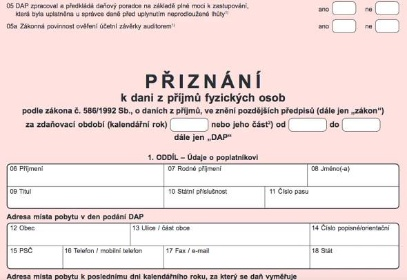 05 DAP zpracoval a předkládá daňový poradce na základě plné moci k zastupování,
která byla uplatněna u správce daně před uplynutím neprodloužené lhůty¹⁾
ano
ne
05a Zákonná povinnost ověření účetní závěrky auditorem¹⁾
ano
ne
PŘIZNÁNÍ
k dani z příjmů fyzických osob
podle zákona č. 586/1992 Sb., o daních z příjmů, ve znění pozdějších předpisů (dále jen „zákon“)
za zdaňovací období (kalendářní rok) nebo jeho část²⁾ od do
dále jen „DAP“
1. ODDÍL – Údaje o poplatníkovi
06 Příjmení
07 Rodné příjmení
08 Jméno(-a)
09 Titul
10 Státní příslušnost
11 Číslo pasu
Adresa místa pobytu v den podání DAP
12 Obec
13 Ulice / část obce
14 Číslo popisné/orientační
15 PSČ
16 Telefon / mobilní telefon
17 Fax / e-mail
18 Stát
Adresa místa pobytu k poslednímu dni kalendářního roku, za který se daň vyměřuje